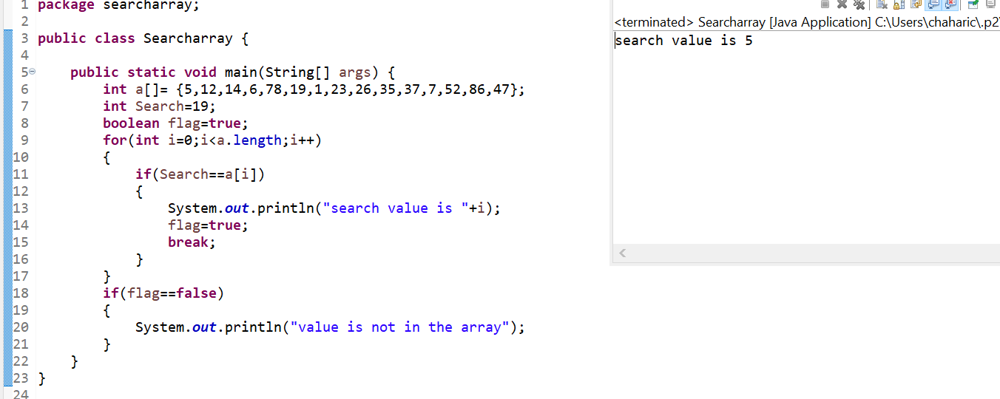 1 package searcharray;
2
3 public class Searcharray {
4
5 public static void main(String[] args) {
6 int a[]= {5,12,14,6,78,19,1,23,26,35,37,7,52,86,47};
7 int Search=19;
8 boolean flag=true;
9 for(int i=0;i<a.length;i++)
10 {
11 if(Search==a[i])
12 {
13 System.out.println("search value is "+i);
14 flag=true;
15 break;
16 }
17 }
18 if(flag==false)
19 {
20 System.out.println("value is not in the array");
21 }
22 }
23 }
24
<terminated> Searcharray [Java Application] C:\Users\chaharic\.p2\
search value is 5